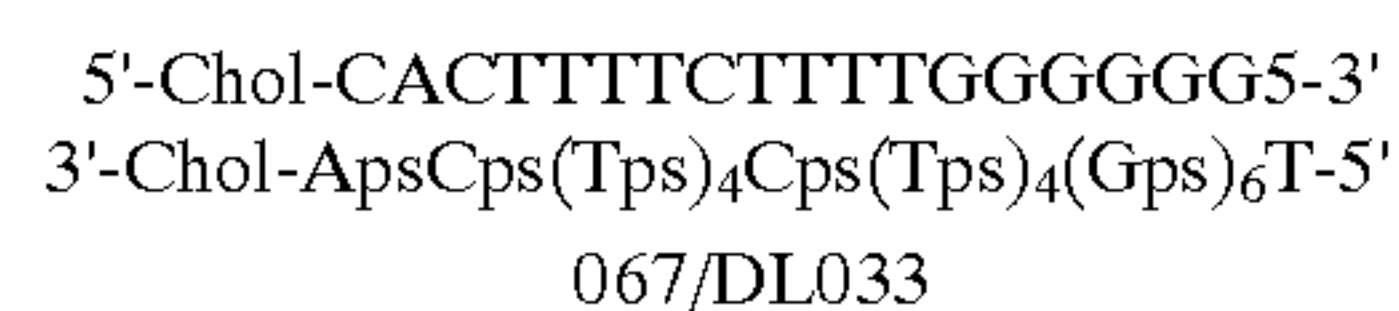 5'-Chol-CACTTTTCTTTTGGGGGG5-3'
3'-Chol-ApsCps(Tps)₄Cps(Tps)₄(Gps)₆T-5'
067/DL033